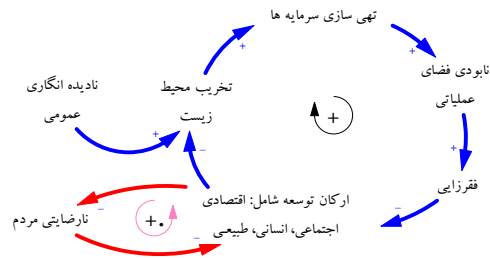 تهی سازی سرمایه ها
+
+
نابودی فضای
عملیاتی
تخریب محیط
زیست
نادیده انگاری
عمومی
+
+
+
−
فقرزایی
−
ارکان توسعه شامل: اقتصادی
اجتماعی، انسانی، طبیعی
−
+.
نارضایتی مردم
−